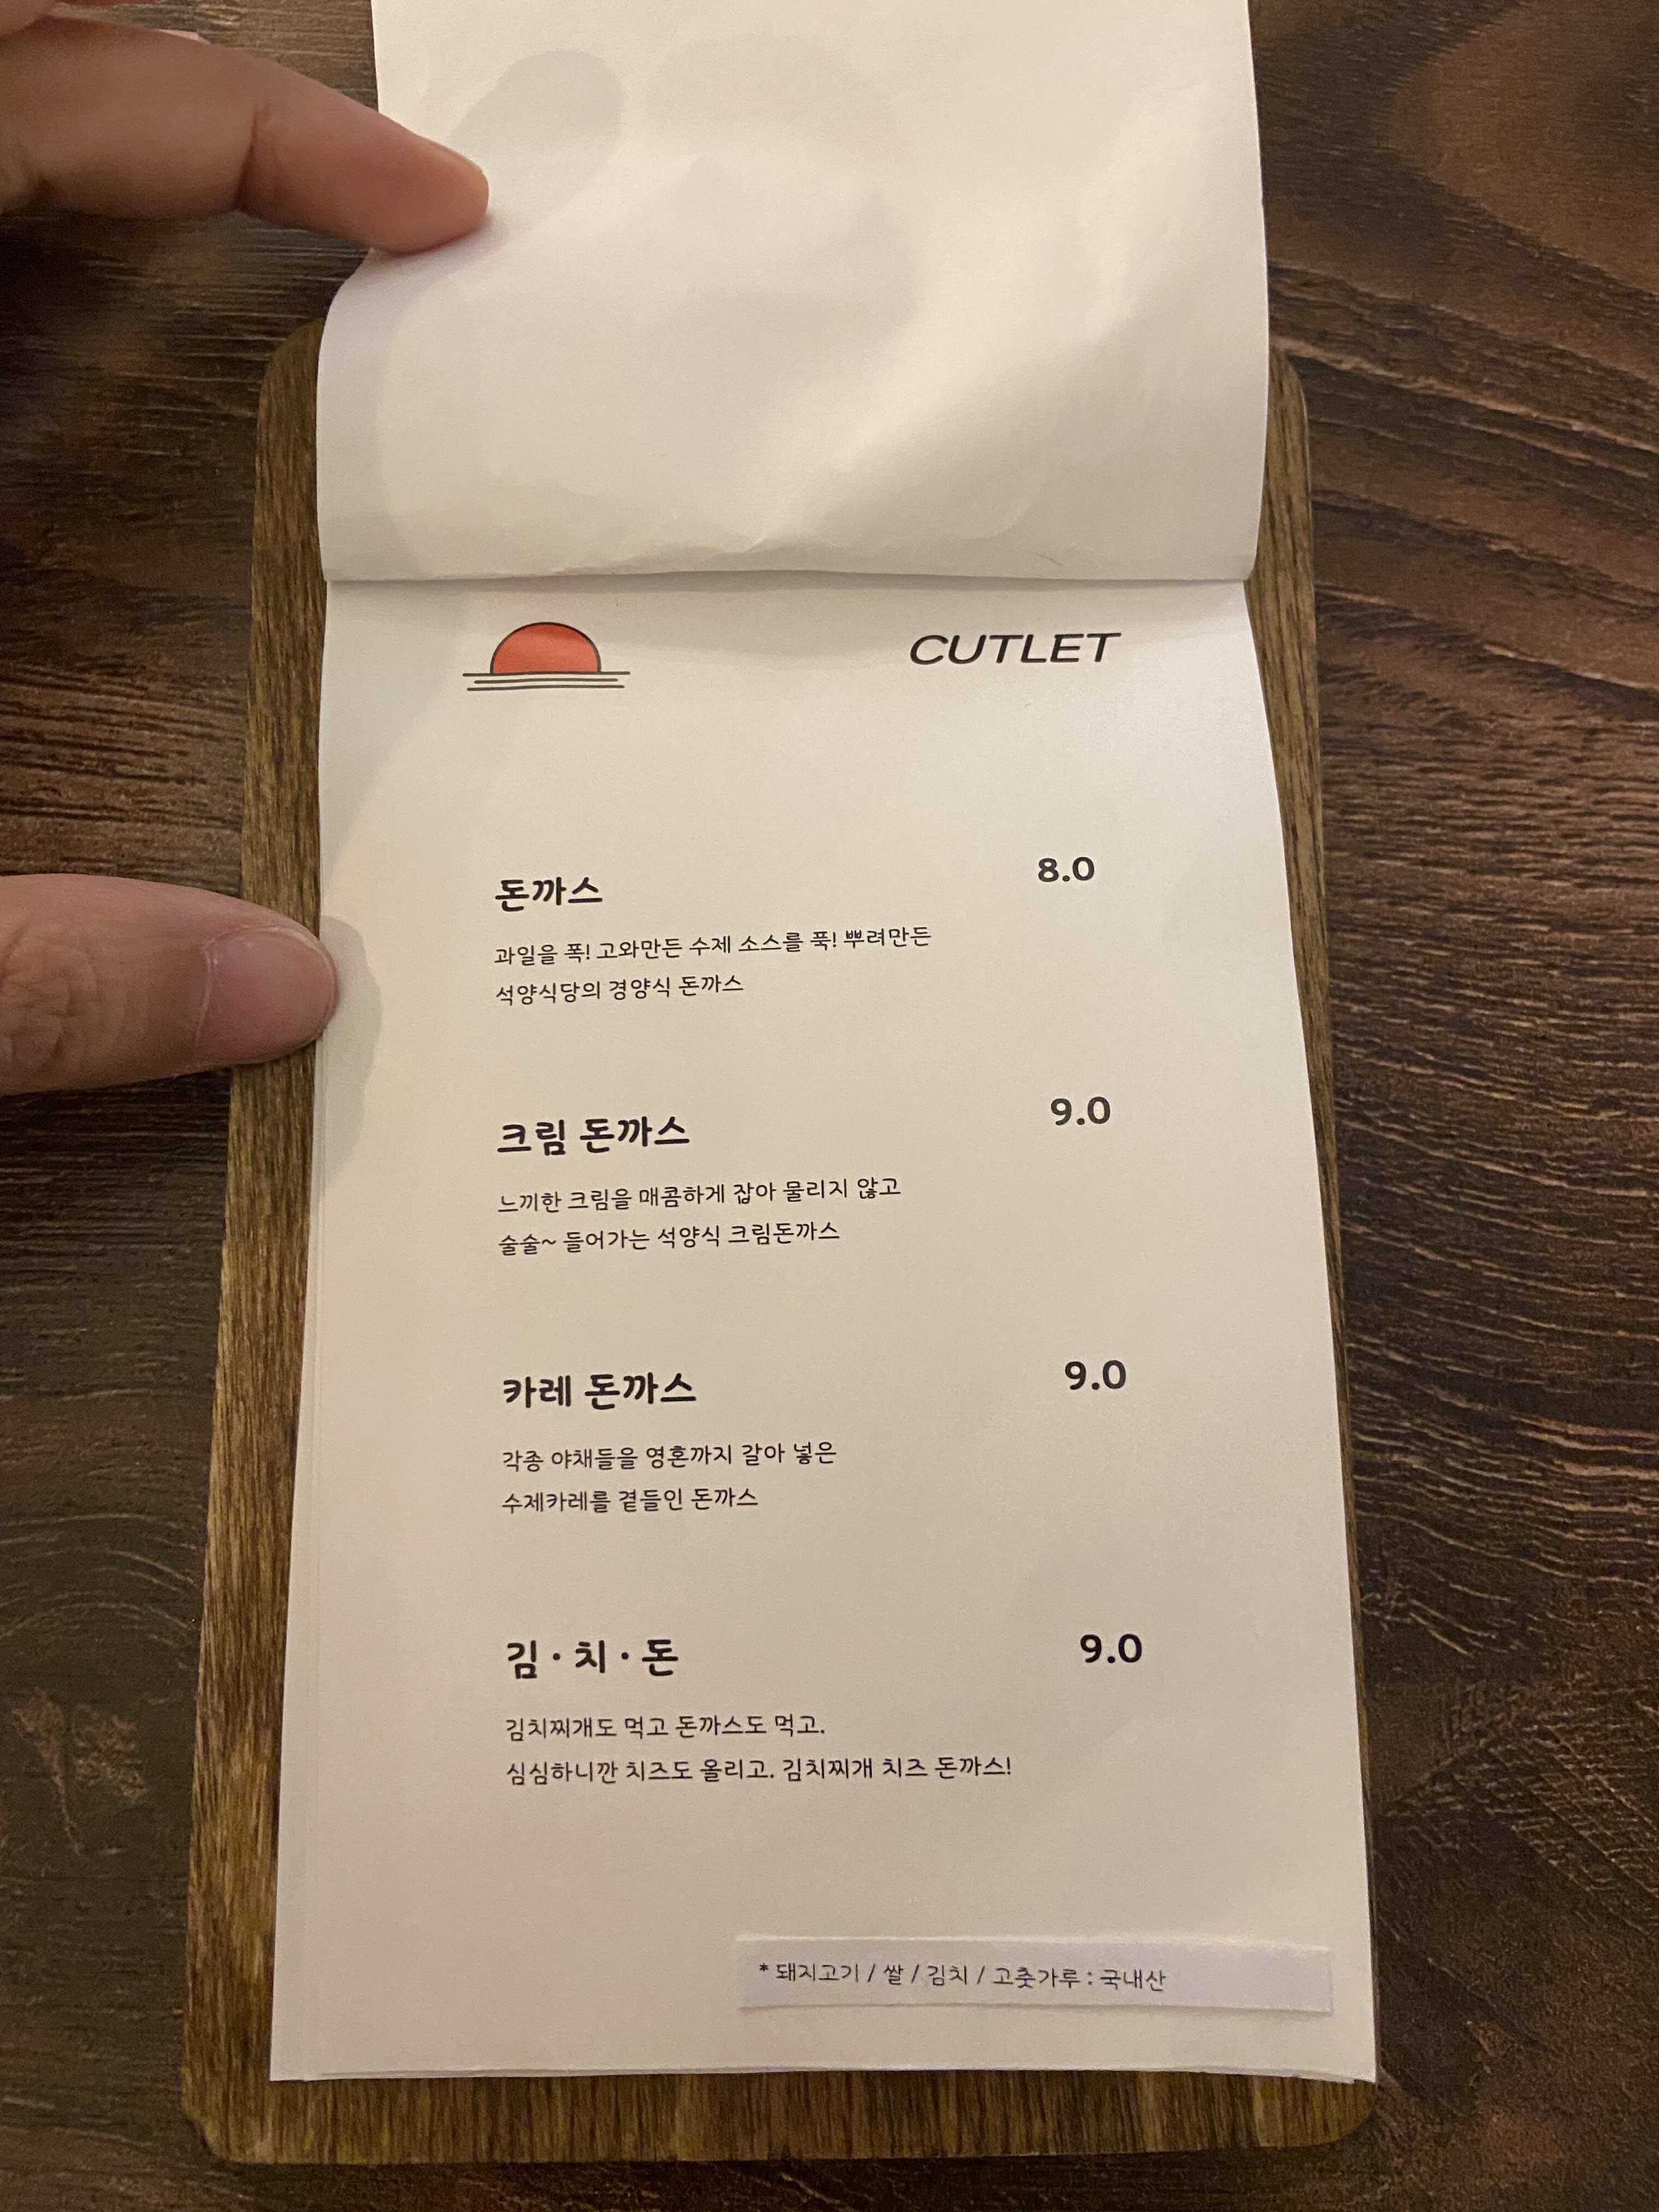 CUTLET
돈까스 8.0
과일을 폭! 고와만든 수제 소스를 푹! 뿌려만든
석양식당의 경양식 돈까스
크림 돈까스 9.0
느끼한 크림을 매콤하게 잡아 물리지 않고
술술~ 들어가는 석양식 크림돈까스
카레 돈까스 9.0
각종 야채들을 영혼까지 갈아 넣은
수제카레를 곁들인 돈까스
김·치·돈 9.0
김치찌개도 먹고 돈까스도 먹고.
심심하니깐 치즈도 올리고. 김치찌개 치즈 돈까스!
* 돼지고기 / 쌀 / 김치 / 고춧가루 : 국내산